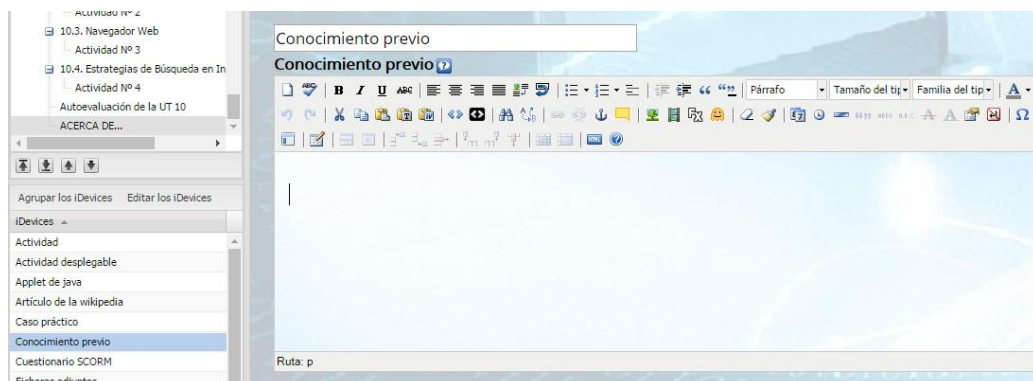 Actividad Nº 2
10.3. Navegador Web
Actividad Nº 3
10.4. Estrategias de Búsqueda en In
Actividad Nº 4
Autoevaluación de la UT 10
ACERCA DE...
Agrupar los iDevices Editar los iDevices
iDevices
Actividad
Actividad desplegable
Applet de java
Artículo de la wikipedia
Caso práctico
Conocimiento previo
Cuestionario SCORM
Ficheros adjuntos
Conocimiento previo
Conocimiento previo
B I U ABC Párrafo Tamaño del tip Familia del tip A
Ruta: p